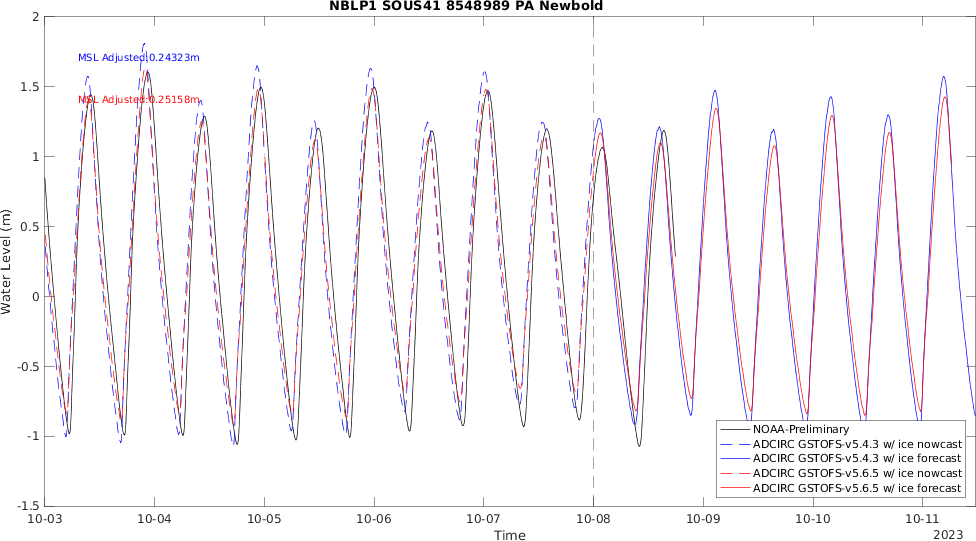 NBLP1 SOUS41 8548989 PA Newbold
2
1.5
1
0.5
0
-0.5
-1
-1.5
Water Level (m)
MSL Adjusted:0.24323m
MSL Adjusted:0.25158m
NOAA-Preliminary
ADCIRC GSTOFS-v5.4.3 w/ ice nowcast
ADCIRC GSTOFS-v5.4.3 w/ ice forecast
ADCIRC GSTOFS-v5.6.5 w/ ice nowcast
ADCIRC GSTOFS-v5.6.5 w/ ice forecast
10-03 10-04 10-05 10-06 10-07 10-08 10-09 10-10 10-11
Time
2023